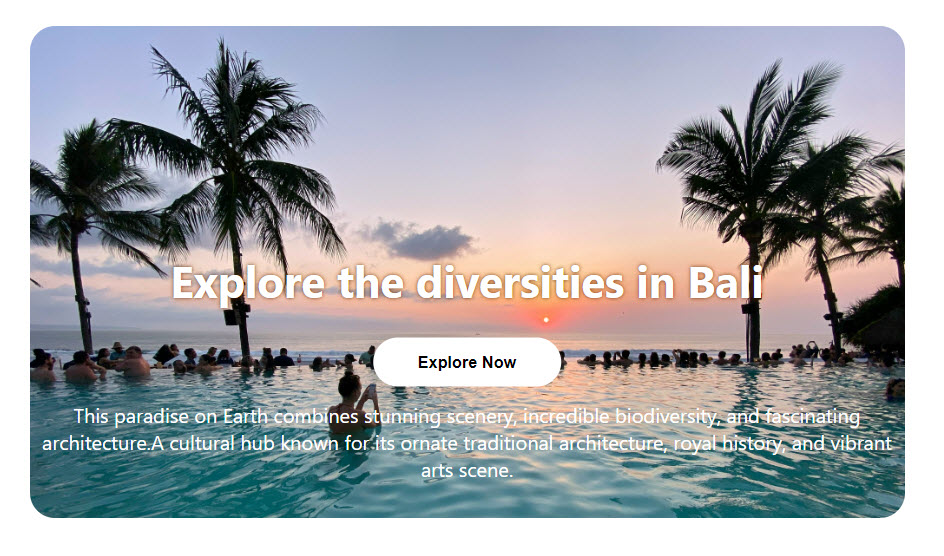 Explore the diversities in Bali
Explore Now
This paradise on Earth combines stunning scenery, incredible biodiversity, and fascinating
architecture.A cultural hub known for its ornate traditional architecture, royal history, and vibrant
arts scene.